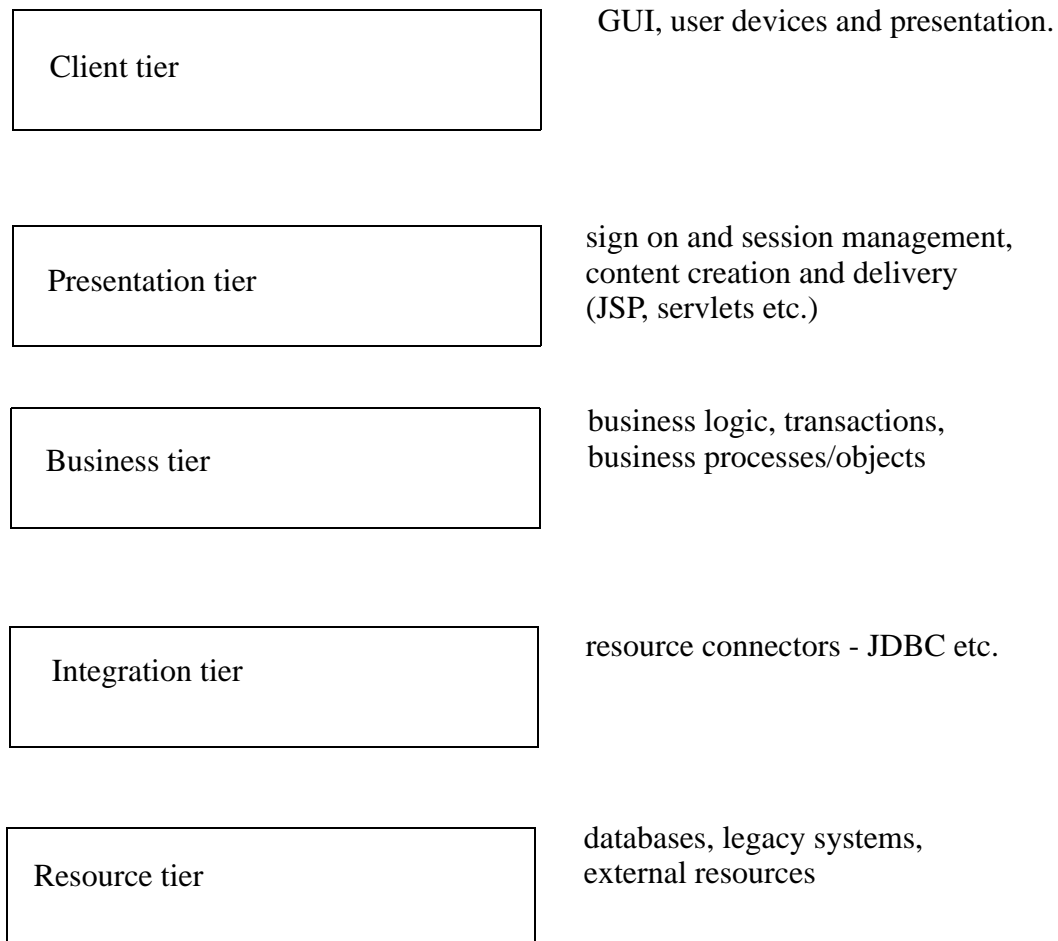 Client tier
GUI, user devices and presentation.
Presentation tier
sign on and session management,
content creation and delivery
(JSP, servlets etc.)
Business tier
business logic, transactions,
business processes/objects
Integration tier
resource connectors - JDBC etc.
Resource tier
databases, legacy systems,
external resources